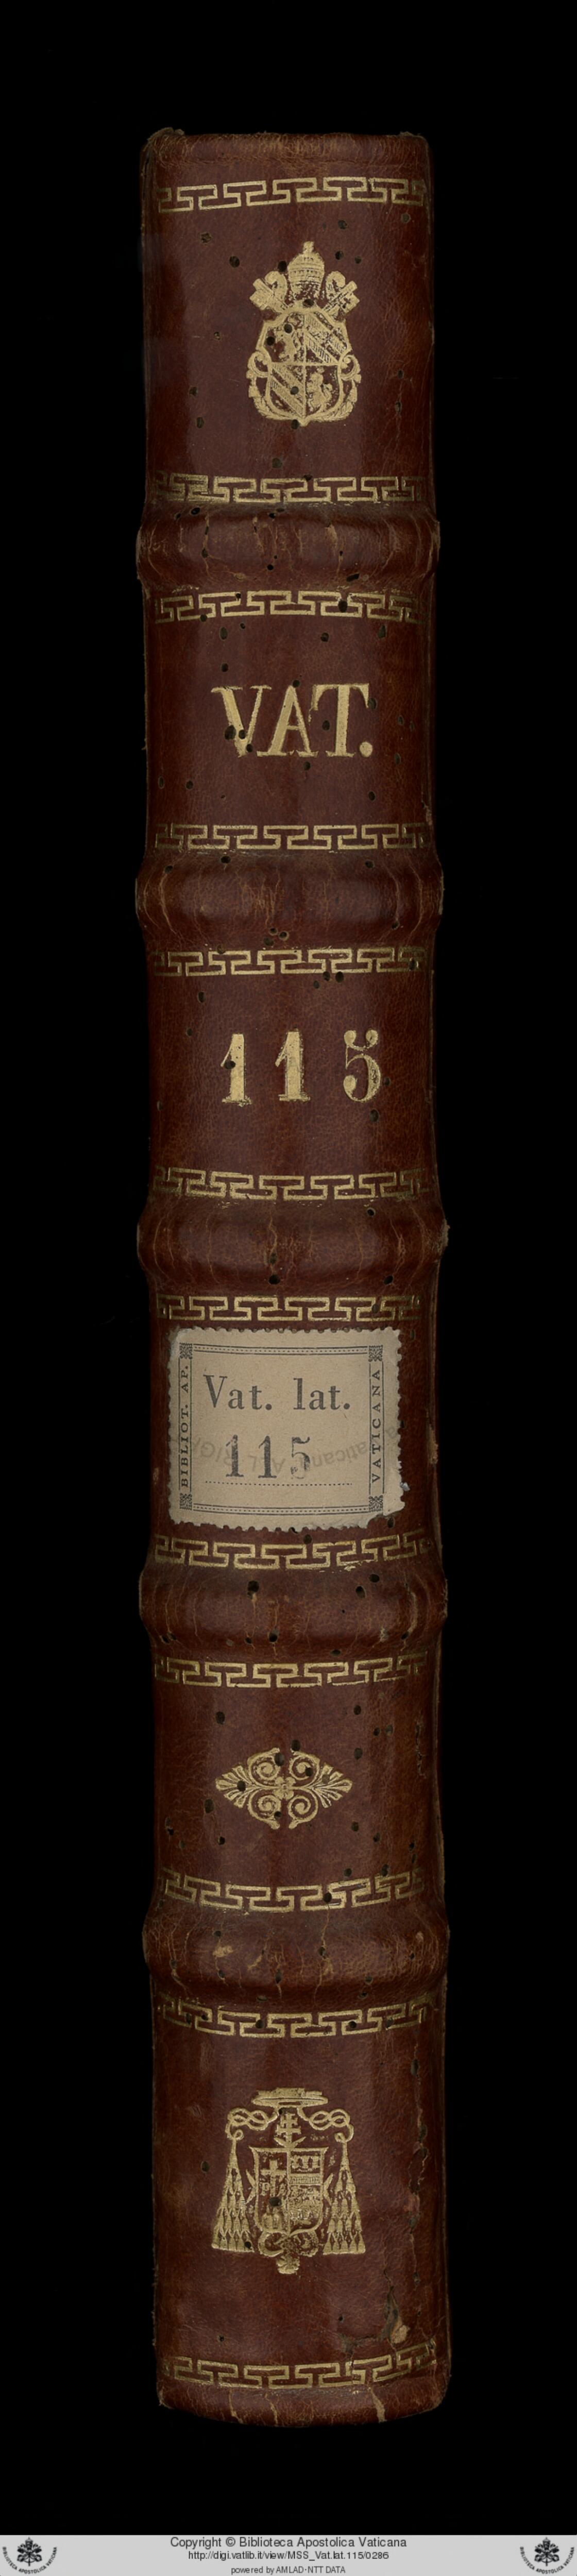 VAT.
115
BIBLIOT. AP.
Vat. lat.
115
VATICANA
Copyright © Biblioteca Apostolica Vaticana
http://digi.vatlib.it/view/MSS_Vat.lat.115/0286
powered by AMLAD-NTT DATA